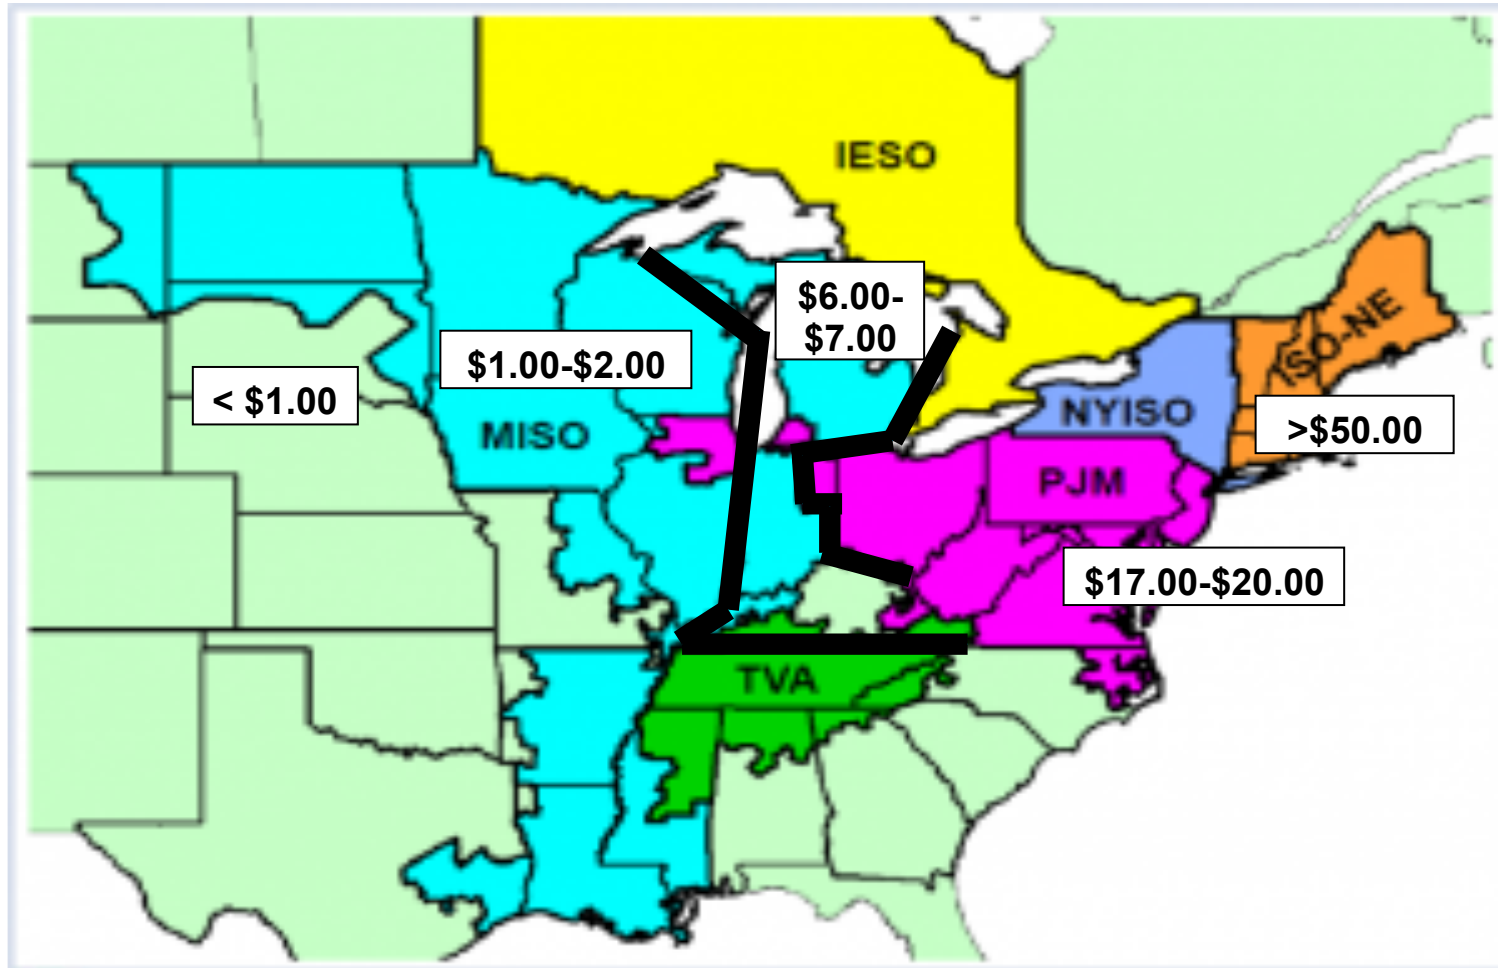 IESO
$6.00-
$7.00
ISO-NE
$1.00-$2.00
< $1.00
NYISO
>$50.00
MISO
PJM
$17.00-$20.00
TVA